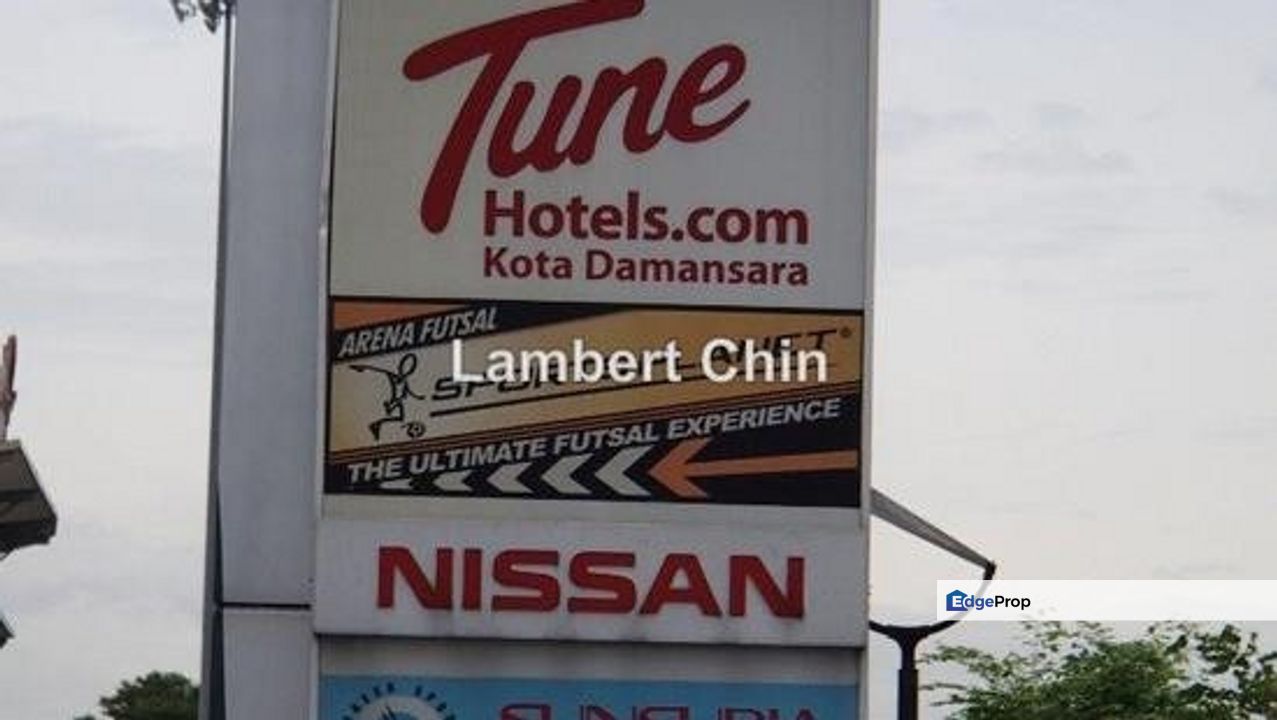 Tune
Hotels.com
Kota Damansara
ARENA FUTSAL
Lambert Chin
THE ULTIMATE FUTSAL EXPERIENCE
NISSAN
EdgeProp